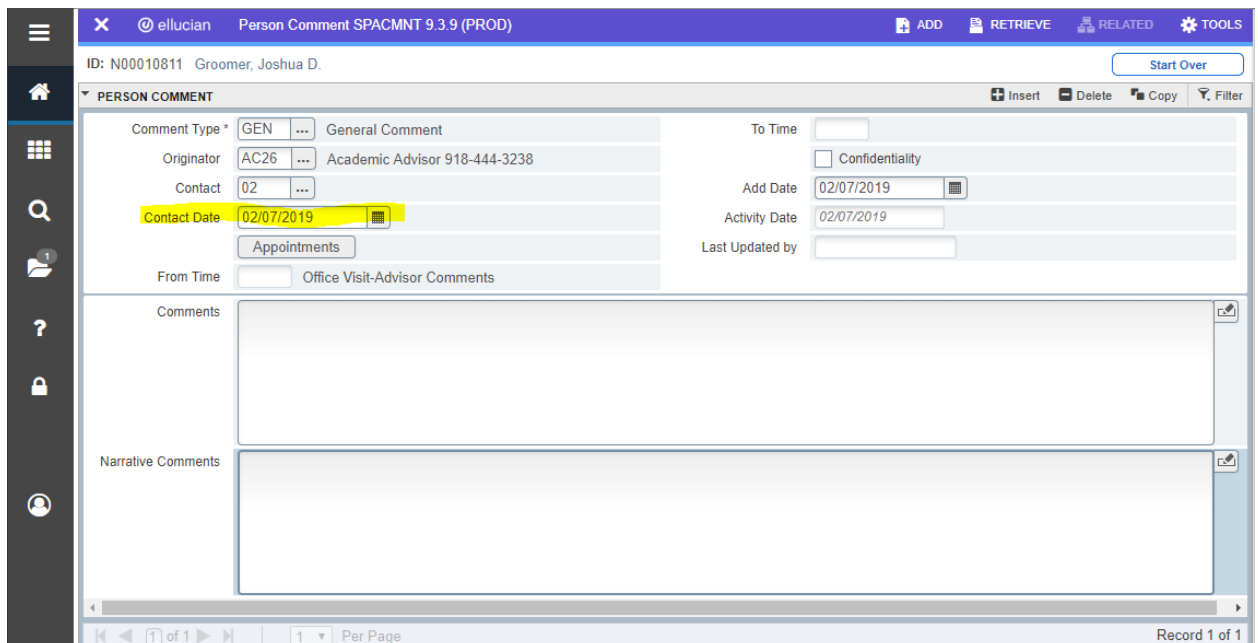 ellucian Person Comment SPACMNT 9.3.9 (PROD) ADD RETRIEVE RELATED TOOLS
ID: N00010811 Groomer, Joshua D. Start Over
PERSON COMMENT Insert Delete Copy Filter
Comment Type * GEN ... General Comment To Time
Originator AC26 ... Academic Advisor 918-444-3238 Confidentiality
Contact 02 ... Add Date 02/07/2019
Contact Date 02/07/2019 Activity Date 02/07/2019
Appointments Last Updated by
From Time Office Visit-Advisor Comments
1
Comments
?
Narrative Comments
1 of 1 1 Per Page Record 1 of 1